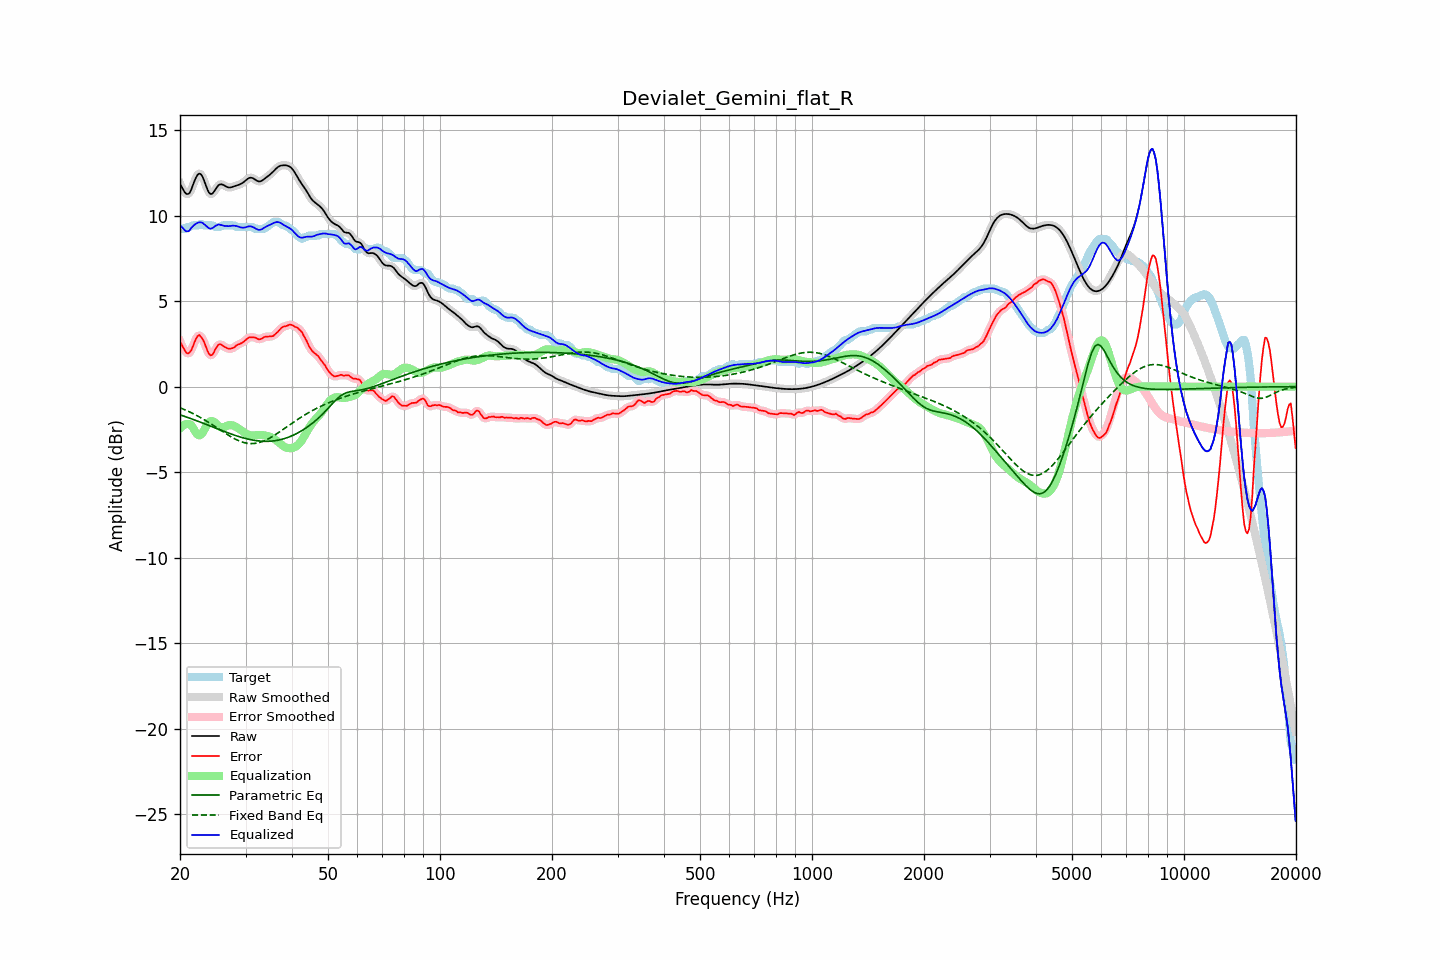 Devialet_Gemini_flat_R
15
10
5
0
−5
−10
−15
−20
−25
Amplitude (dBr)
Target
Raw Smoothed
Error Smoothed
Raw
Error
Equalization
Parametric Eq
Fixed Band Eq
Equalized
20 50 100 200 500 1000 2000 5000 10000 20000
Frequency (Hz)